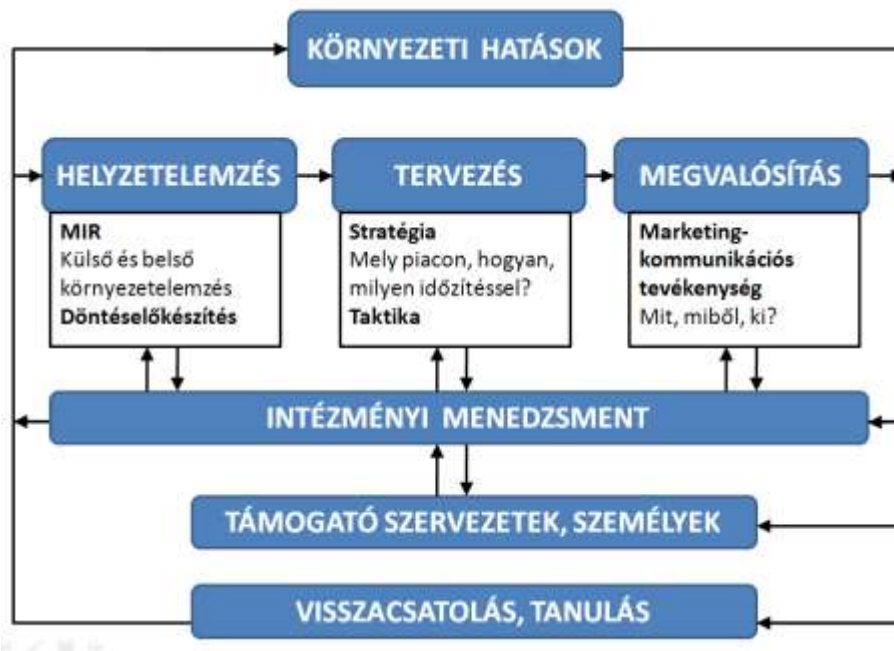 KÖRNYEZETI HATÁSOK
HELYZETELEMZÉS
MIR
Külső és belső
környezetelemzés
Döntéselőkészítés
TERVEZÉS
Stratégia
Mely piacon, hogyan,
milyen időzítéssel?
Taktika
MEGVALÓSÍTÁS
Marketing-
kommunikációs
tevékenység
Mit, miből, ki?
INTÉZMÉNYI MENEDZSMENT
TÁMOGATÓ SZERVEZETEK, SZEMÉLYEK
VISSZACSATOLÁS, TANULÁS